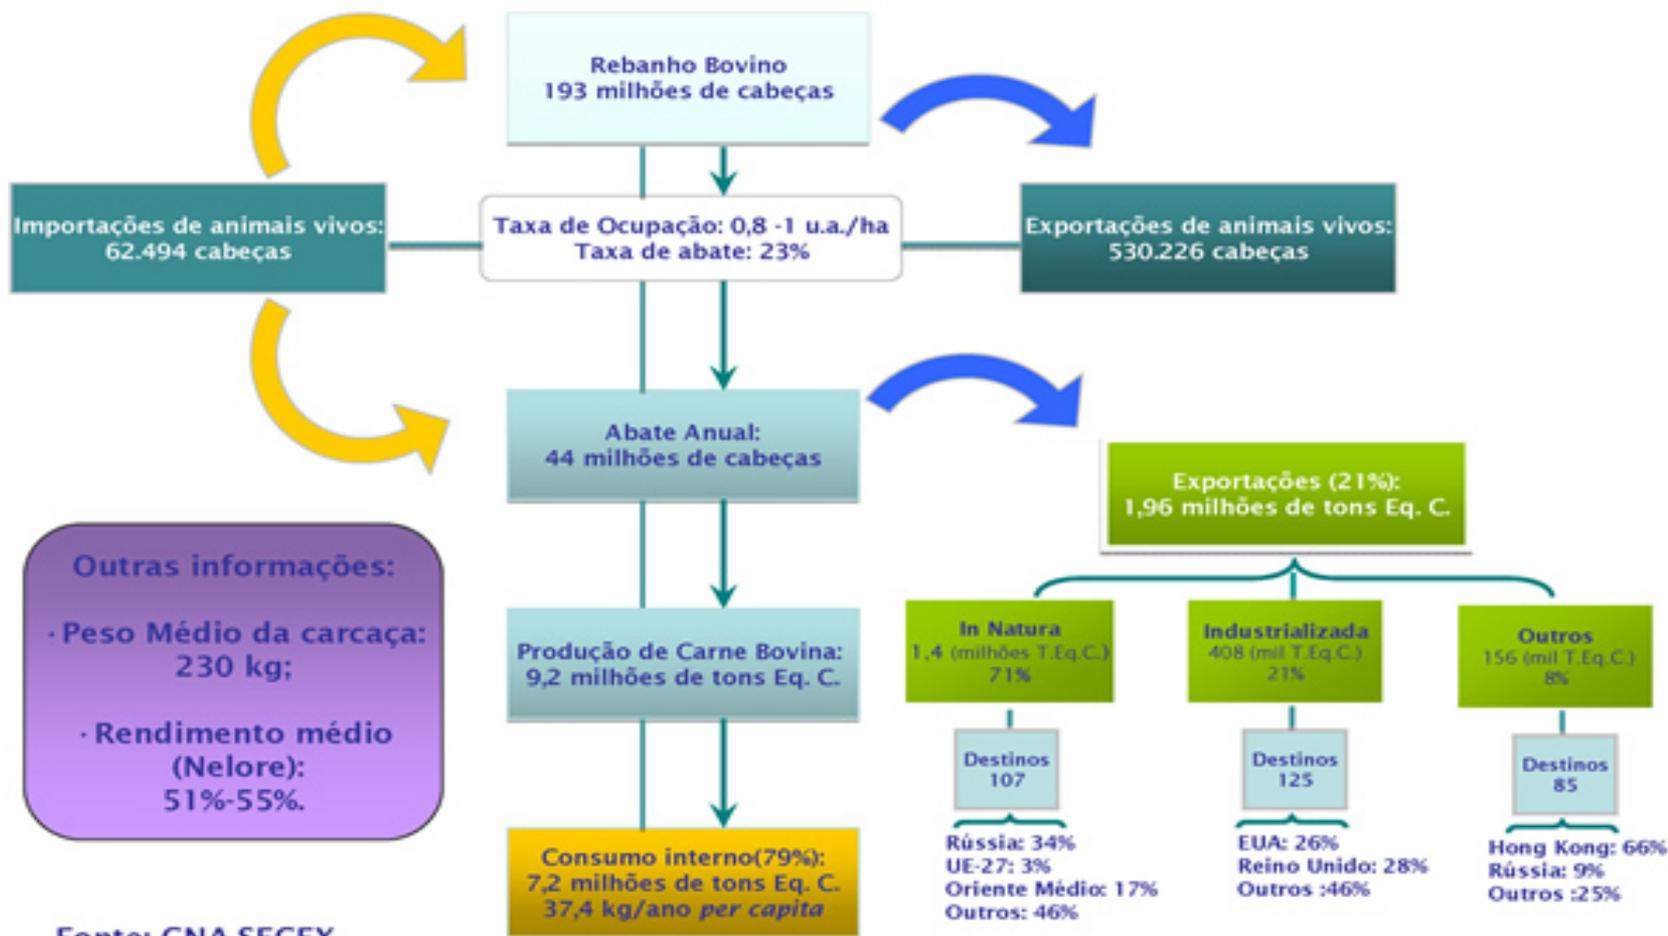 Rebanho Bovino
193 milhões de cabeças
Importações de animais vivos:
62.494 cabeças
Taxa de Ocupação: 0,8 -1 u.a./ha
Taxa de abate: 23%
Exportações de animais vivos:
530.226 cabeças
Abate Anual:
44 milhões de cabeças
Exportações (21%):
1,96 milhões de tons Eq. C.
Outras informações:
· Peso Médio da carcaça:
230 kg;
· Rendimento médio
(Nelore):
51%-55%.
Produção de Carne Bovina:
9,2 milhões de tons Eq. C.
In Natura
1,4 (milhões T.Eq.C.)
71%
Industrializada
408 (mil T.Eq.C.)
21%
Outros
156 (mil T.Eq.C.)
8%
Destinos
107
Destinos
125
Destinos
85
Rússia: 34%
UE-27: 3%
Oriente Médio: 17%
Outros: 46%
EUA: 26%
Reino Unido: 28%
Outros :46%
Hong Kong: 66%
Rússia: 9%
Outros :25%
Consumo interno(79%):
7,2 milhões de tons Eq. C.
37,4 kg/ano per capita
Fonte: CNA SECEX